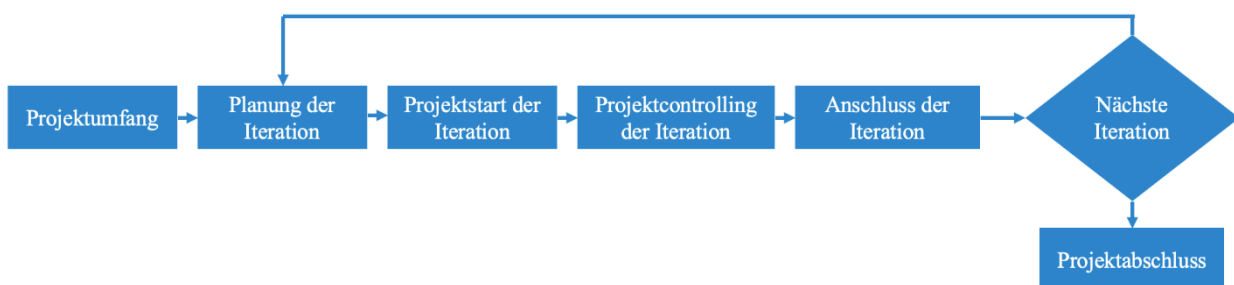 Projektumfang
Planung der
Iteration
Projektstart der
Iteration
Projektcontrolling
der Iteration
Anschluss der
Iteration
Nächste
Iteration
Projektabschluss